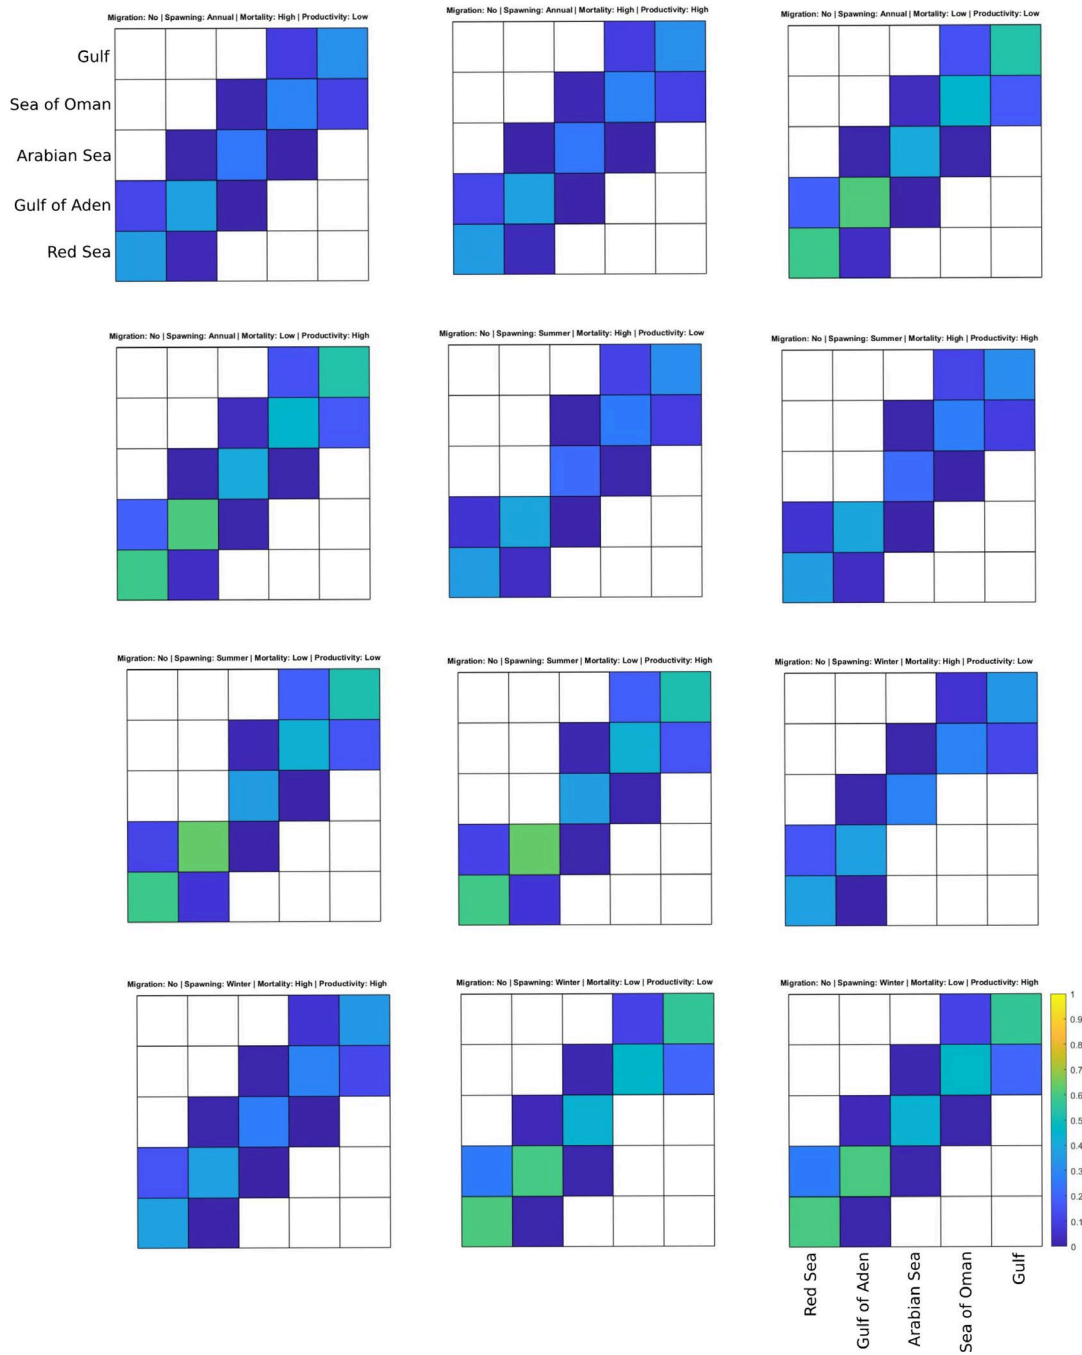 Migration: No | Spawning: Annual | Mortality: High | Productivity: Low
Migration: No | Spawning: Annual | Mortality: High | Productivity: High
Migration: No | Spawning: Annual | Mortality: Low | Productivity: Low
Gulf
Sea of Oman
Arabian Sea
Gulf of Aden
Red Sea
Migration: No | Spawning: Annual | Mortality: Low | Productivity: High
Migration: No | Spawning: Summer | Mortality: High | Productivity: Low
Migration: No | Spawning: Summer | Mortality: High | Productivity: High
Migration: No | Spawning: Summer | Mortality: Low | Productivity: Low
Migration: No | Spawning: Summer | Mortality: Low | Productivity: High
Migration: No | Spawning: Winter | Mortality: High | Productivity: Low
Migration: No | Spawning: Winter | Mortality: High | Productivity: High
Migration: No | Spawning: Winter | Mortality: Low | Productivity: Low
Migration: No | Spawning: Winter | Mortality: Low | Productivity: High
1
0.9
0.8
0.7
0.6
0.5
0.4
0.3
0.2
0.1
0
Red Sea
Gulf of Aden
Arabian Sea
Sea of Oman
Gulf